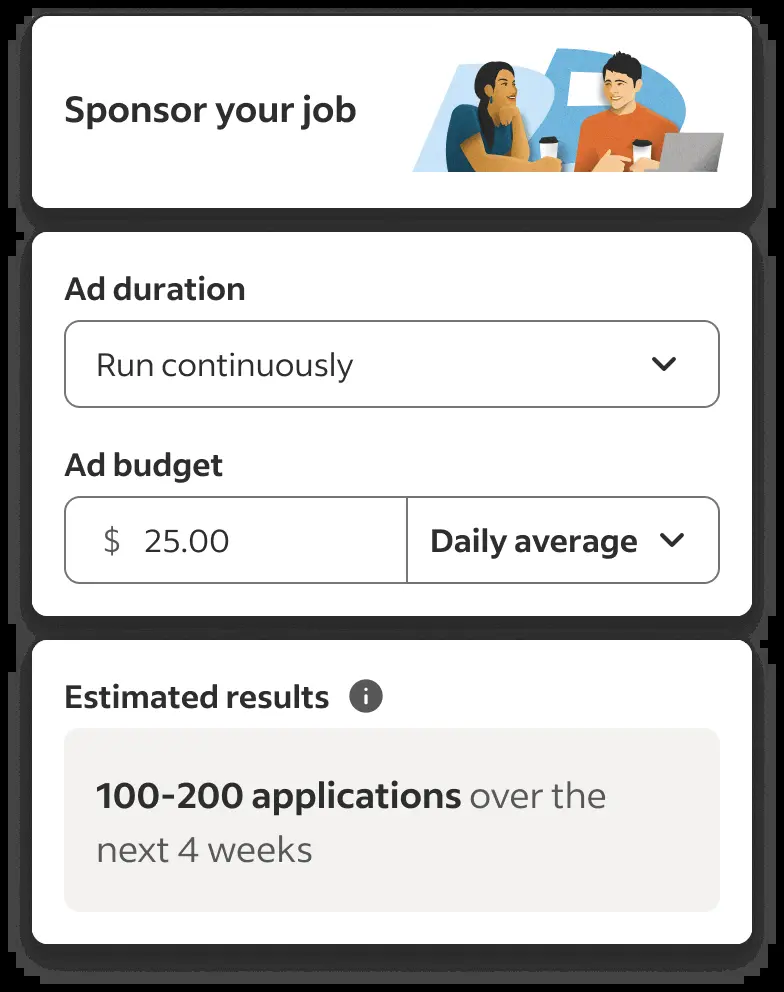 Sponsor your job
Ad duration
Run continuously
Ad budget
$ 25.00 Daily average
Estimated results
100-200 applications over the
next 4 weeks